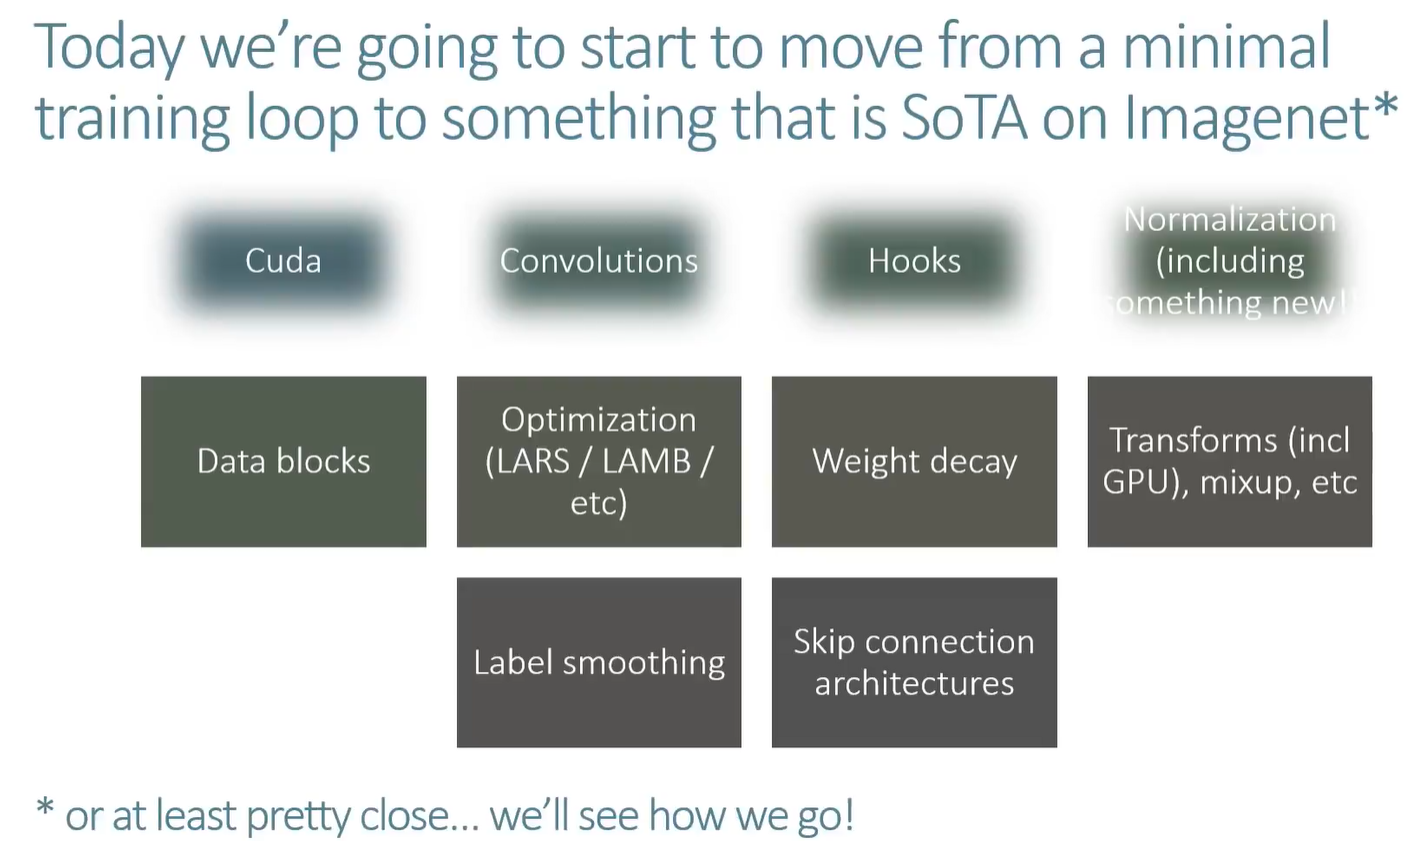 Today we're going to start to move from a minimal
training loop to something that is SoTA on Imagenet*
Cuda
Convolutions
Hooks
Normalization
(including
something new!!
Data blocks
Optimization
(LARS / LAMB /
etc)
Weight decay
Transforms (incl
GPU), mixup, etc
Label smoothing
Skip connection
architectures
* or at least pretty close... we'll see how we go!